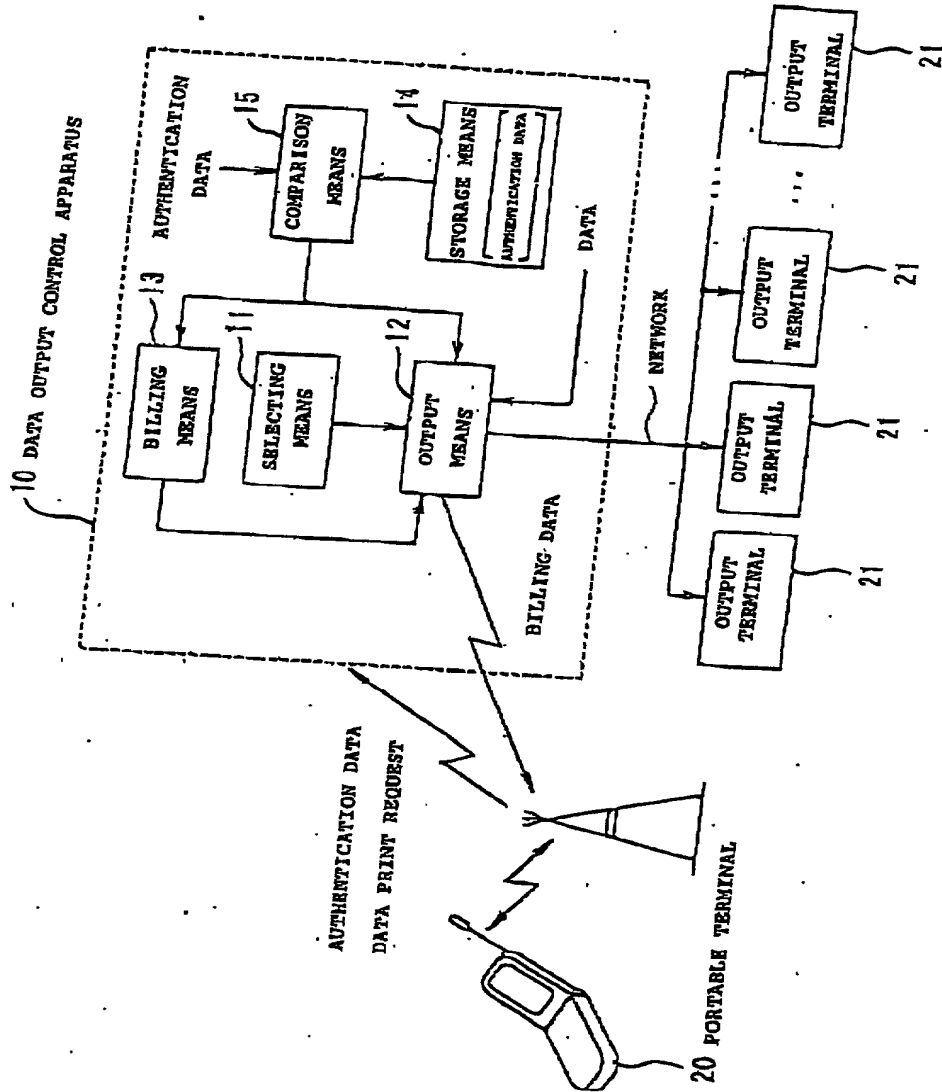 10 DATA OUTPUT CONTROL APPARATUS
AUTHENTICATION
DATA
13
BILLING
MEANS
15
COMPARISON
MEANS
11
SELECTING
MEANS
14
STORAGE MEANS
AUTHENTICATION DATA
12
OUTPUT
MEANS
DATA
BILLING DATA
NETWORK
AUTHENTICATION DATA
DATA PRINT REQUEST
20 PORTABLE TERMINAL
OUTPUT
TERMINAL
21
OUTPUT
TERMINAL
21
OUTPUT
TERMINAL
21
...
OUTPUT
TERMINAL
21